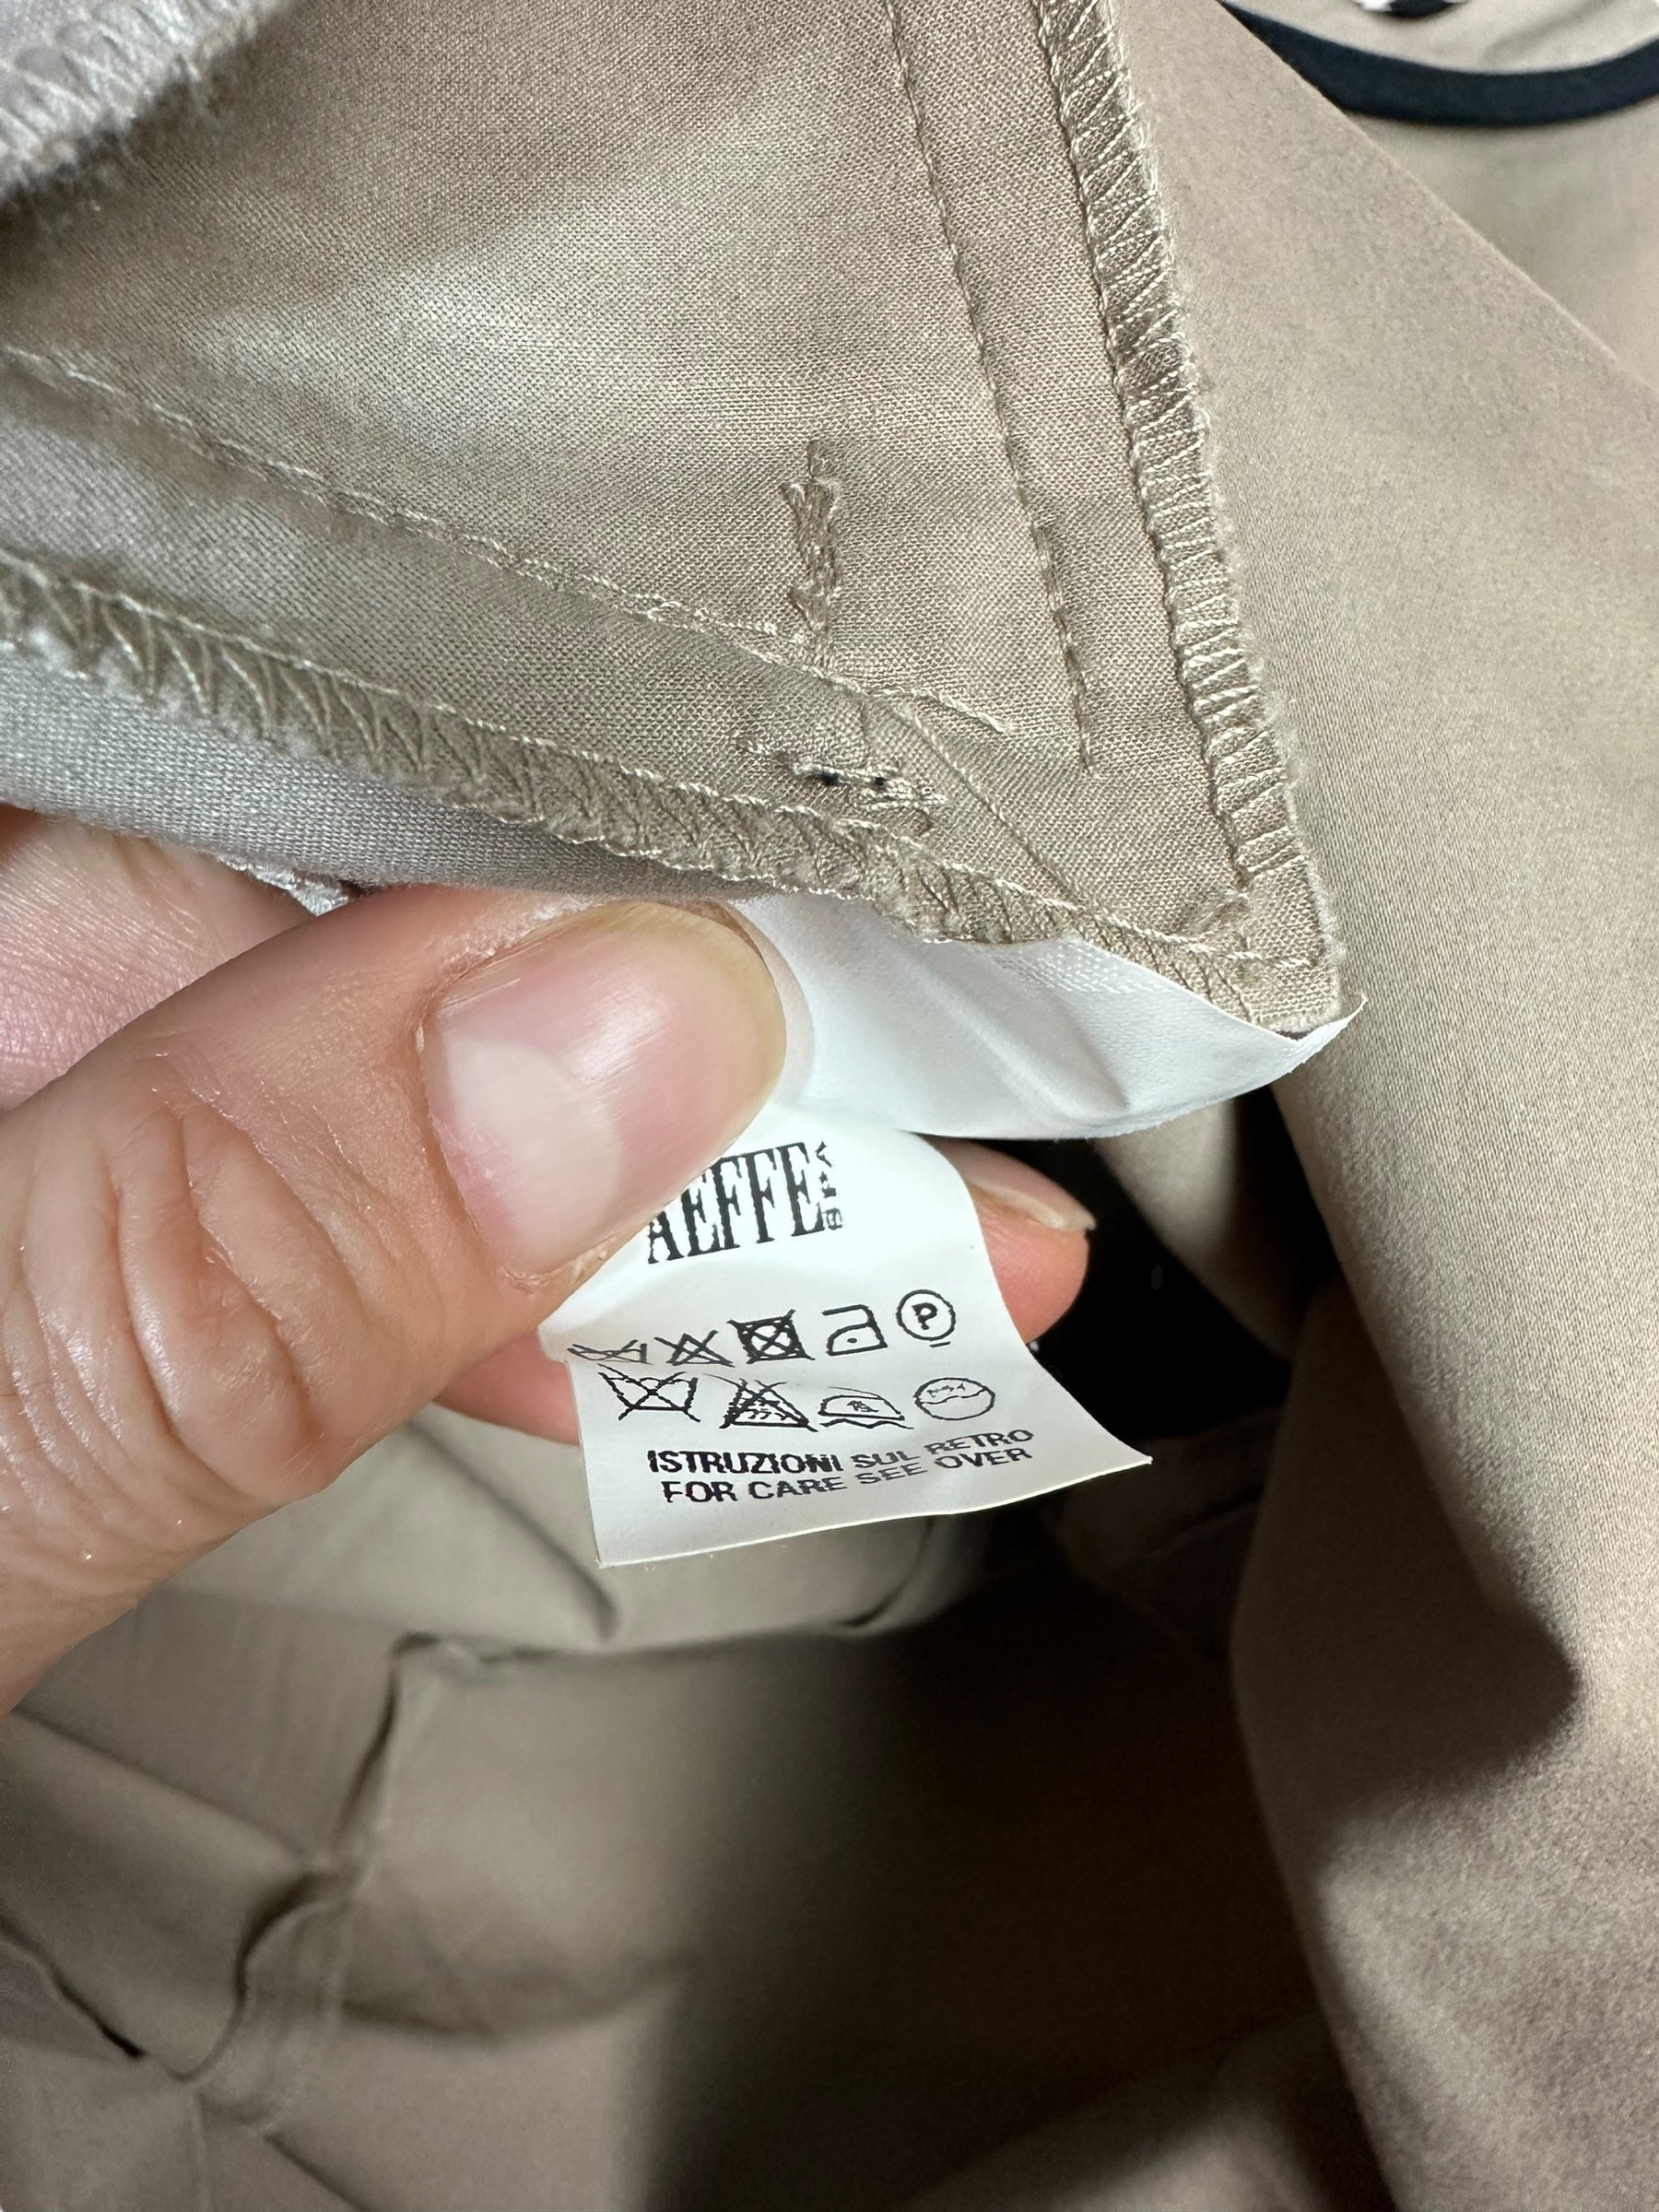 AEFFE SPA
P
ISTRUZIONI SUL RETRO
FOR CARE SEE OVER